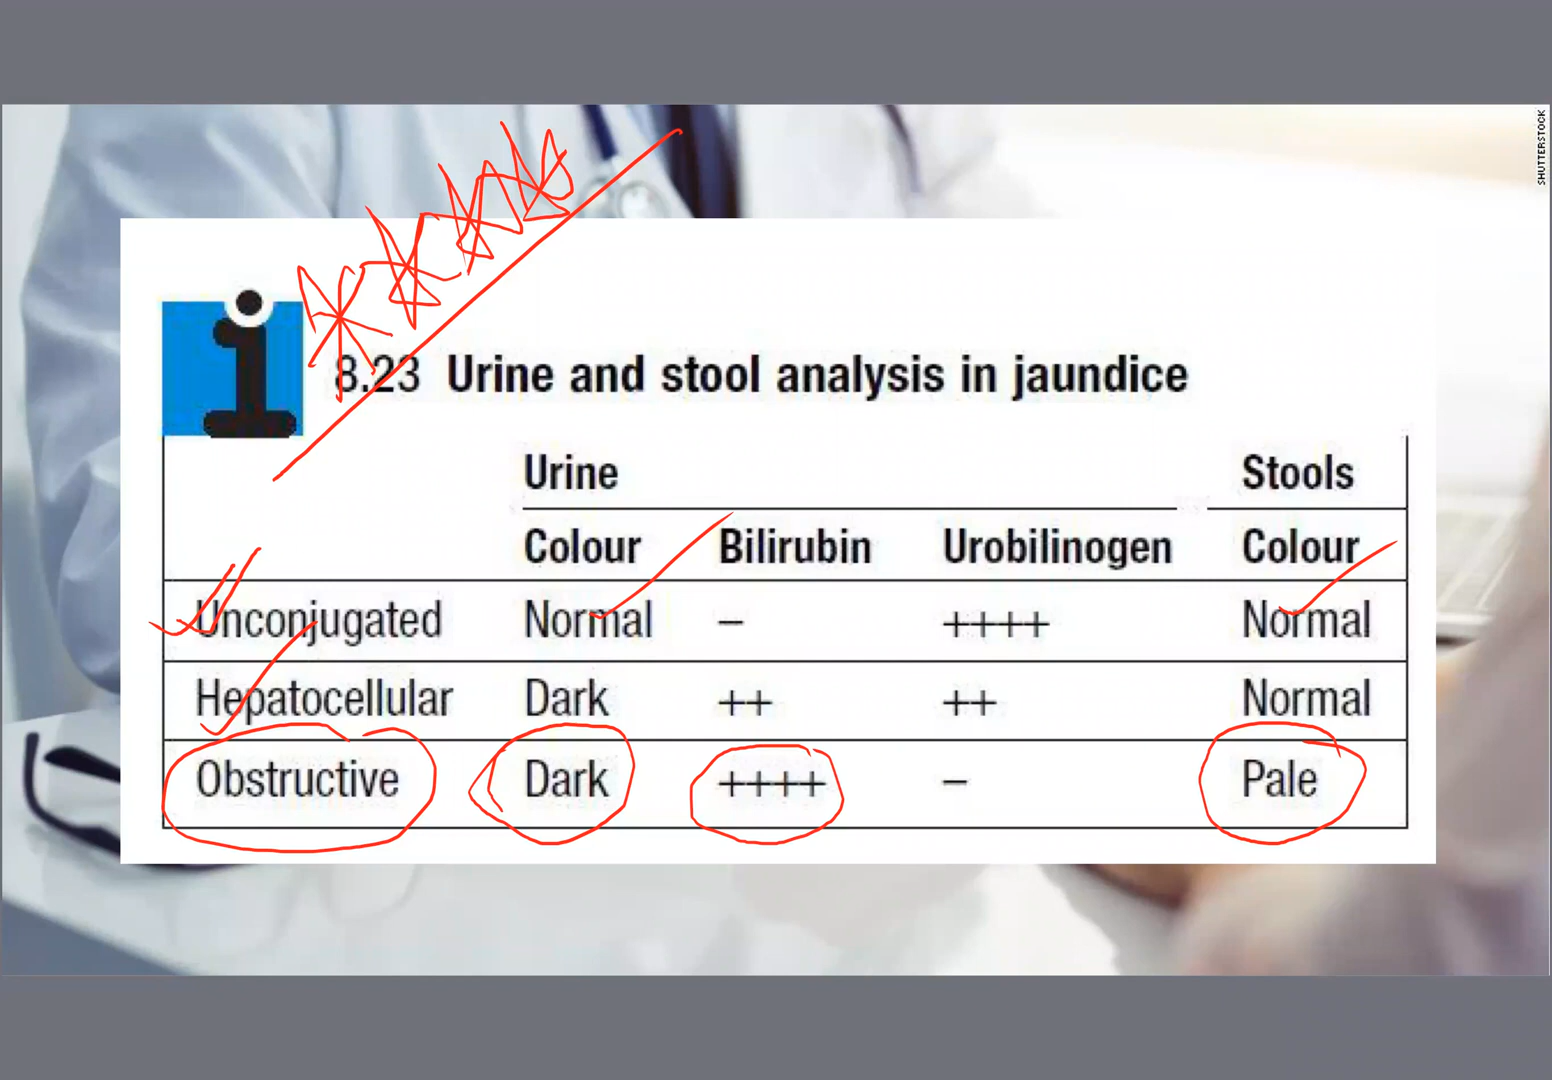 SHUTTERSTOCK
i
8.23 Urine and stool analysis in jaundice
Urine Stools
Colour Bilirubin Urobilinogen Colour
Unconjugated Normal – ++++ Normal
Hepatocellular Dark ++ ++ Normal
Obstructive Dark ++++ – Pale